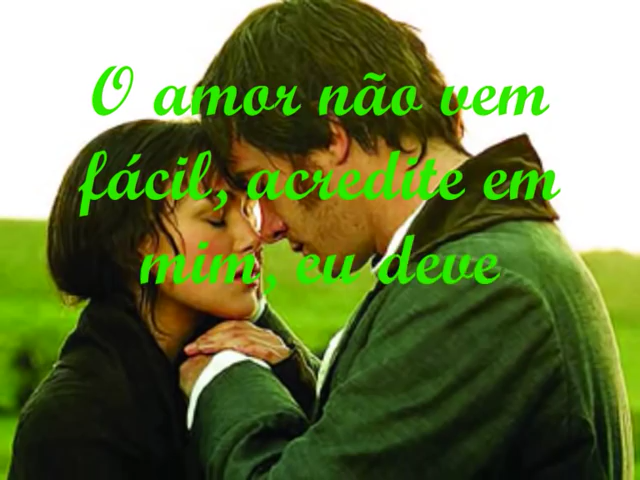 O amor não vem
fácil, acredite em
mim, eu deve